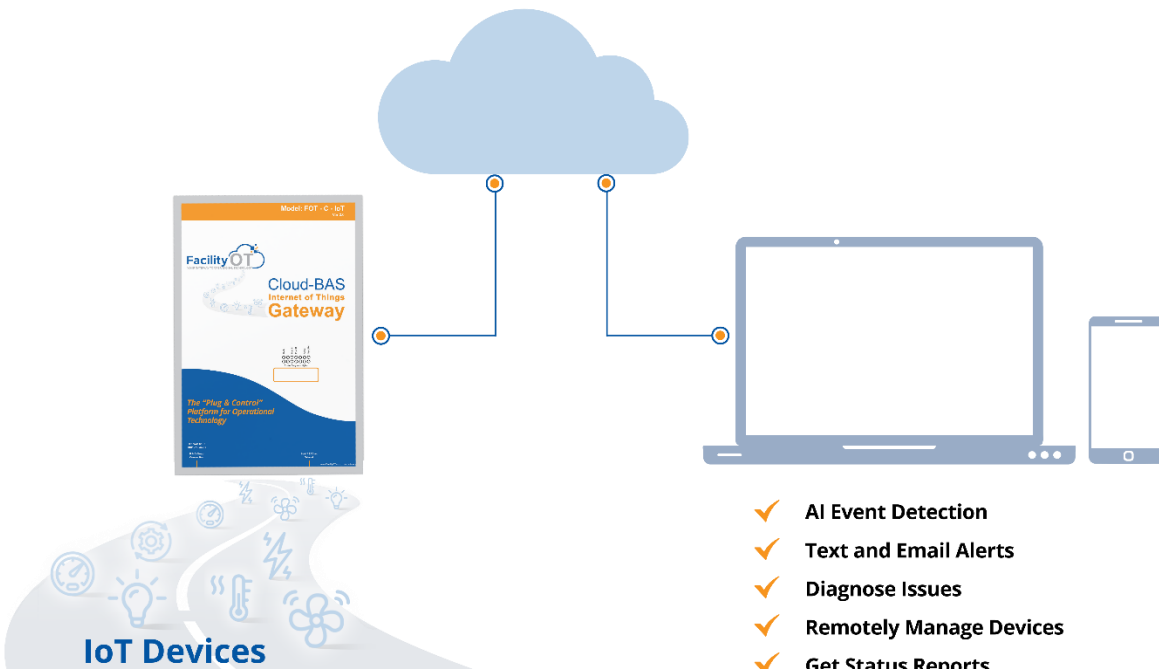 Model: FOT - C - IoT
Facility OT
Cloud-BAS
Internet of Things
Gateway
The "Plug & Control"
Platform for Operational
Technology
IoT Devices
AI Event Detection
Text and Email Alerts
Diagnose Issues
Remotely Manage Devices
Get Status Reports